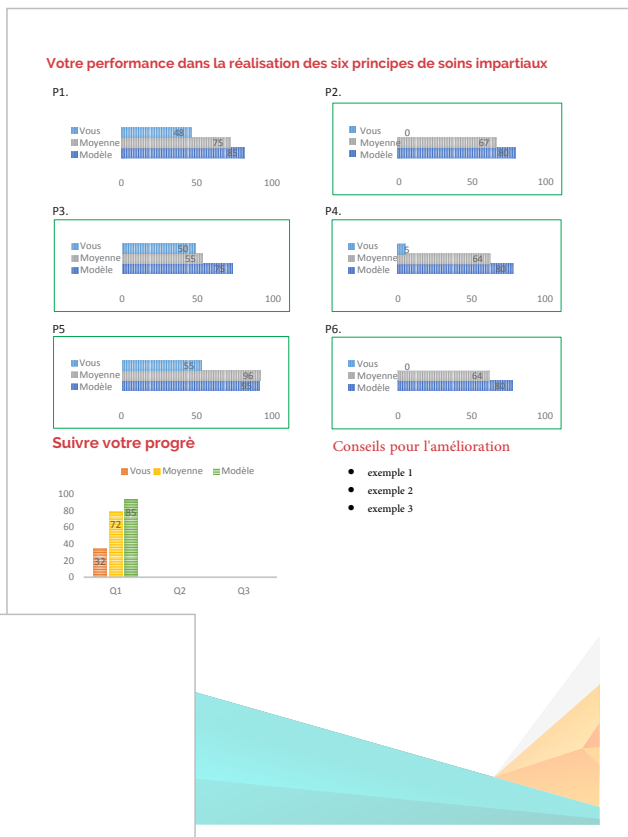 Votre performance dans la réalisation des six principes de soins impartiaux
P1.
Vous
Moyenne
Modèle
48
75
85
0 50 100
P2.
Vous
Moyenne
Modèle
0
67
80
0 50 100
P3.
Vous
Moyenne
Modèle
50
55
75
0 50 100
P4.
Vous
Moyenne
Modèle
5
64
80
0 50 100
P5
Vous
Moyenne
Modèle
55
96
95
0 50 100
P6.
Vous
Moyenne
Modèle
0
64
80
0 50 100
Suivre votre progrè
Vous Moyenne Modèle
100
80
60
40
20
0
32
72
85
Q1 Q2 Q3
Conseils pour l'amélioration
● exemple 1
● exemple 2
● exemple 3